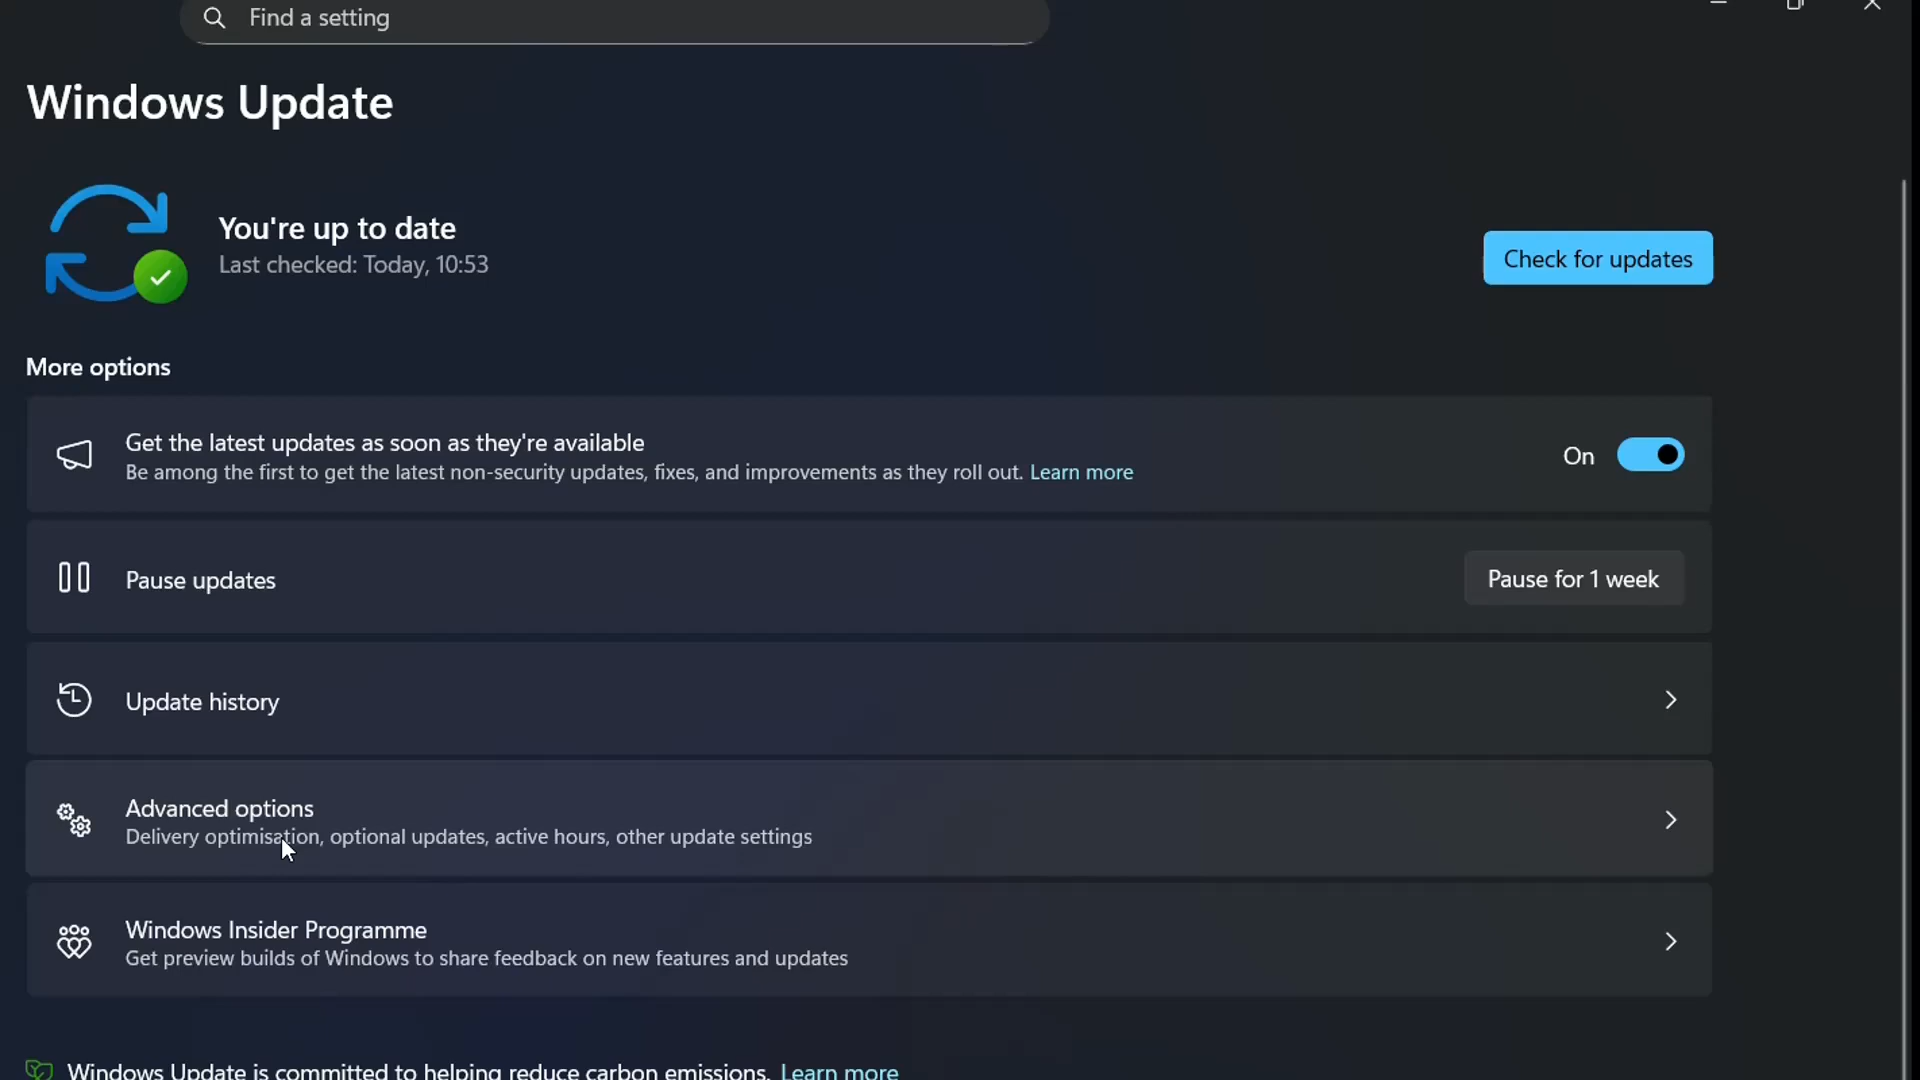 Find a setting
Windows Update
You're up to date
Last checked: Today, 10:53
Check for updates
More options
Get the latest updates as soon as they're available
Be among the first to get the latest non-security updates, fixes, and improvements as they roll out. Learn more
On
Pause updates
Pause for 1 week
Update history
Advanced options
Delivery optimisation, optional updates, active hours, other update settings
Windows Insider Programme
Get preview builds of Windows to share feedback on new features and updates
Windows Update is committed to helping reduce carbon emissions. Learn more